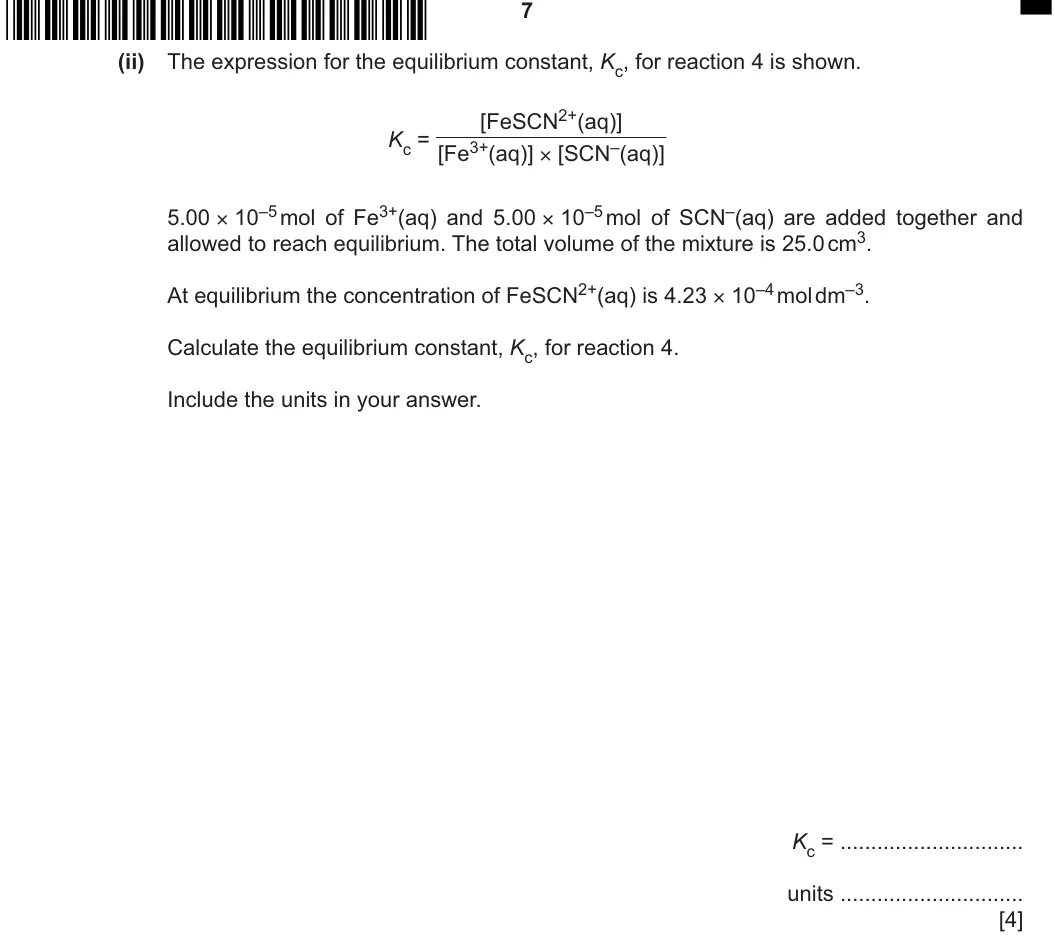 7
(ii) The expression for the equilibrium constant, Kc, for reaction 4 is shown.
Kc = [FeSCN²⁺(aq)]
[Fe³⁺(aq)] × [SCN⁻(aq)]
5.00 × 10⁻⁵ mol of Fe³⁺(aq) and 5.00 × 10⁻⁵ mol of SCN⁻(aq) are added together and
allowed to reach equilibrium. The total volume of the mixture is 25.0 cm³.
At equilibrium the concentration of FeSCN²⁺(aq) is 4.23 × 10⁻⁴ mol dm⁻³.
Calculate the equilibrium constant, Kc, for reaction 4.
Include the units in your answer.
Kc = ..............................
units ..............................
[4]